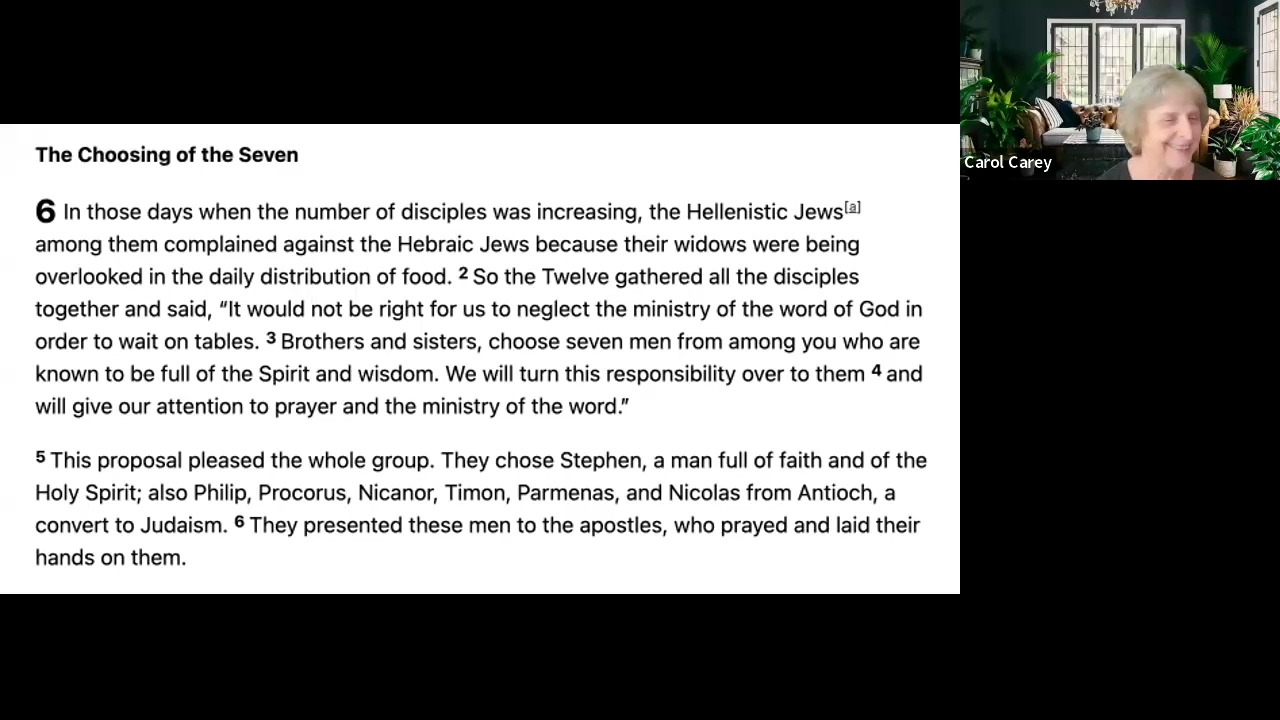 The Choosing of the Seven
6 In those days when the number of disciples was increasing, the Hellenistic Jews[a]
among them complained against the Hebraic Jews because their widows were being
overlooked in the daily distribution of food. 2 So the Twelve gathered all the disciples
together and said, “It would not be right for us to neglect the ministry of the word of God in
order to wait on tables. 3 Brothers and sisters, choose seven men from among you who are
known to be full of the Spirit and wisdom. We will turn this responsibility over to them 4 and
will give our attention to prayer and the ministry of the word.”
5 This proposal pleased the whole group. They chose Stephen, a man full of faith and of the
Holy Spirit; also Philip, Procorus, Nicanor, Timon, Parmenas, and Nicolas from Antioch, a
convert to Judaism. 6 They presented these men to the apostles, who prayed and laid their
hands on them.
Carol Carey